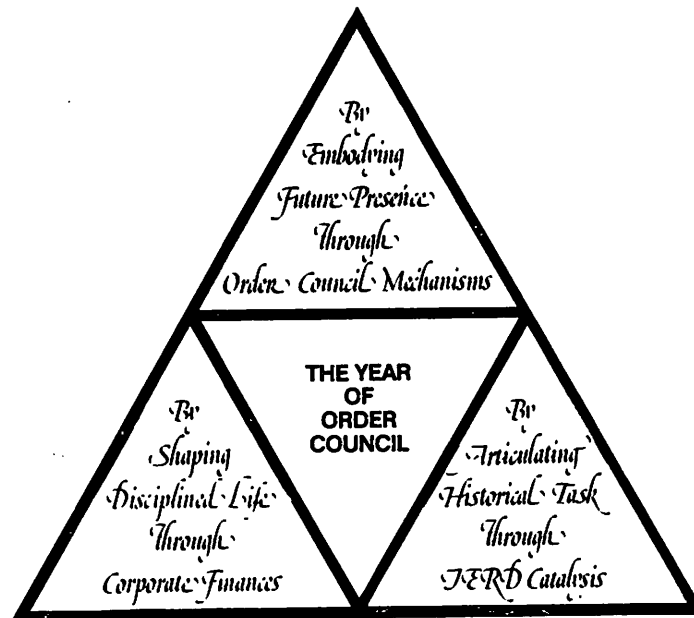 By
Embodying
Future Presence
Through
Order Council Mechanisms
THE YEAR
OF
ORDER
COUNCIL
By
Shaping
Disciplined Life
Through
Corporate Finances
By
Articulating
Historical Task
Through
I.E.R.D Catalysis